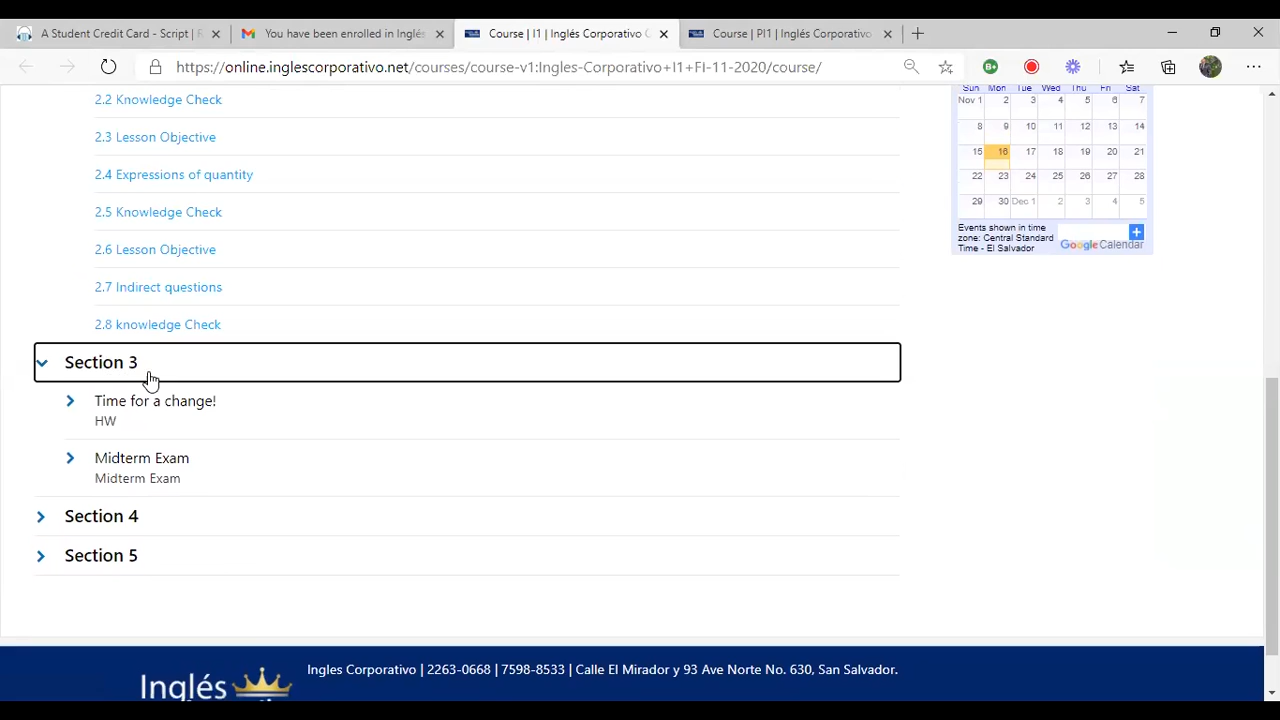 A Student Credit Card - Script | R
You have been enrolled in Inglés
Course | I1 | Inglés Corporativo C
Course | PI1 | Inglés Corporativo
https://online.inglescorporativo.net/courses/course-v1:Ingles-Corporativo+I1+FI-11-2020/course/
2.2 Knowledge Check
2.3 Lesson Objective
2.4 Expressions of quantity
2.5 Knowledge Check
2.6 Lesson Objective
2.7 Indirect questions
2.8 knowledge Check
Section 3
Time for a change!
HW
Midterm Exam
Midterm Exam
Section 4
Section 5
Sun Mon Tue Wed Thu Fri Sat
Nov 1 2 3 4 5 6 7
8 9 10 11 12 13 14
15 16 17 18 19 20 21
22 23 24 25 26 27 28
29 30 Dec 1 2 3 4 5
Events shown in time
zone: Central Standard
Time - El Salvador
Google Calendar
Inglés
Ingles Corporativo | 2263-0668 | 7598-8533 | Calle El Mirador y 93 Ave Norte No. 630, San Salvador.